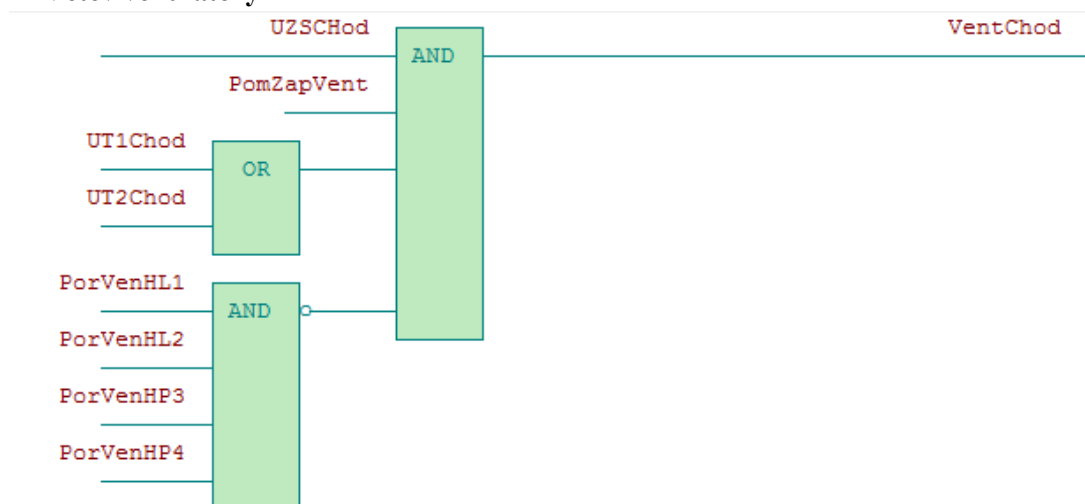 UZSCHod
VentChod
AND
PomZapVent
UT1Chod
OR
UT2Chod
PorVenHL1
AND
PorVenHL2
PorVenHP3
PorVenHP4